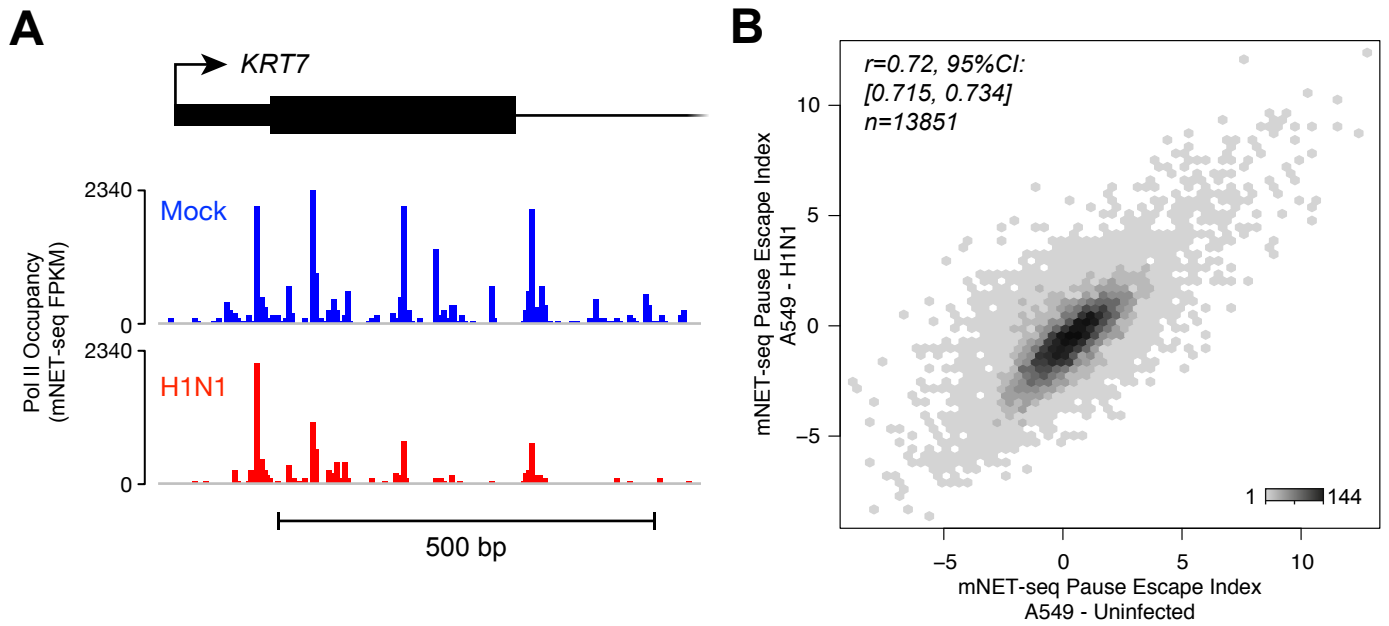 A
KRT7
Pol II Occupancy
(mNET-seq FPKM)
2340
Mock
0
2340
H1N1
0
500 bp
B
r=0.72, 95%CI:
[0.715, 0.734]
n=13851
mNET-seq Pause Escape Index
A549 - H1N1
10
5
0
−5
1 144
−5 0 5 10
mNET-seq Pause Escape Index
A549 - Uninfected